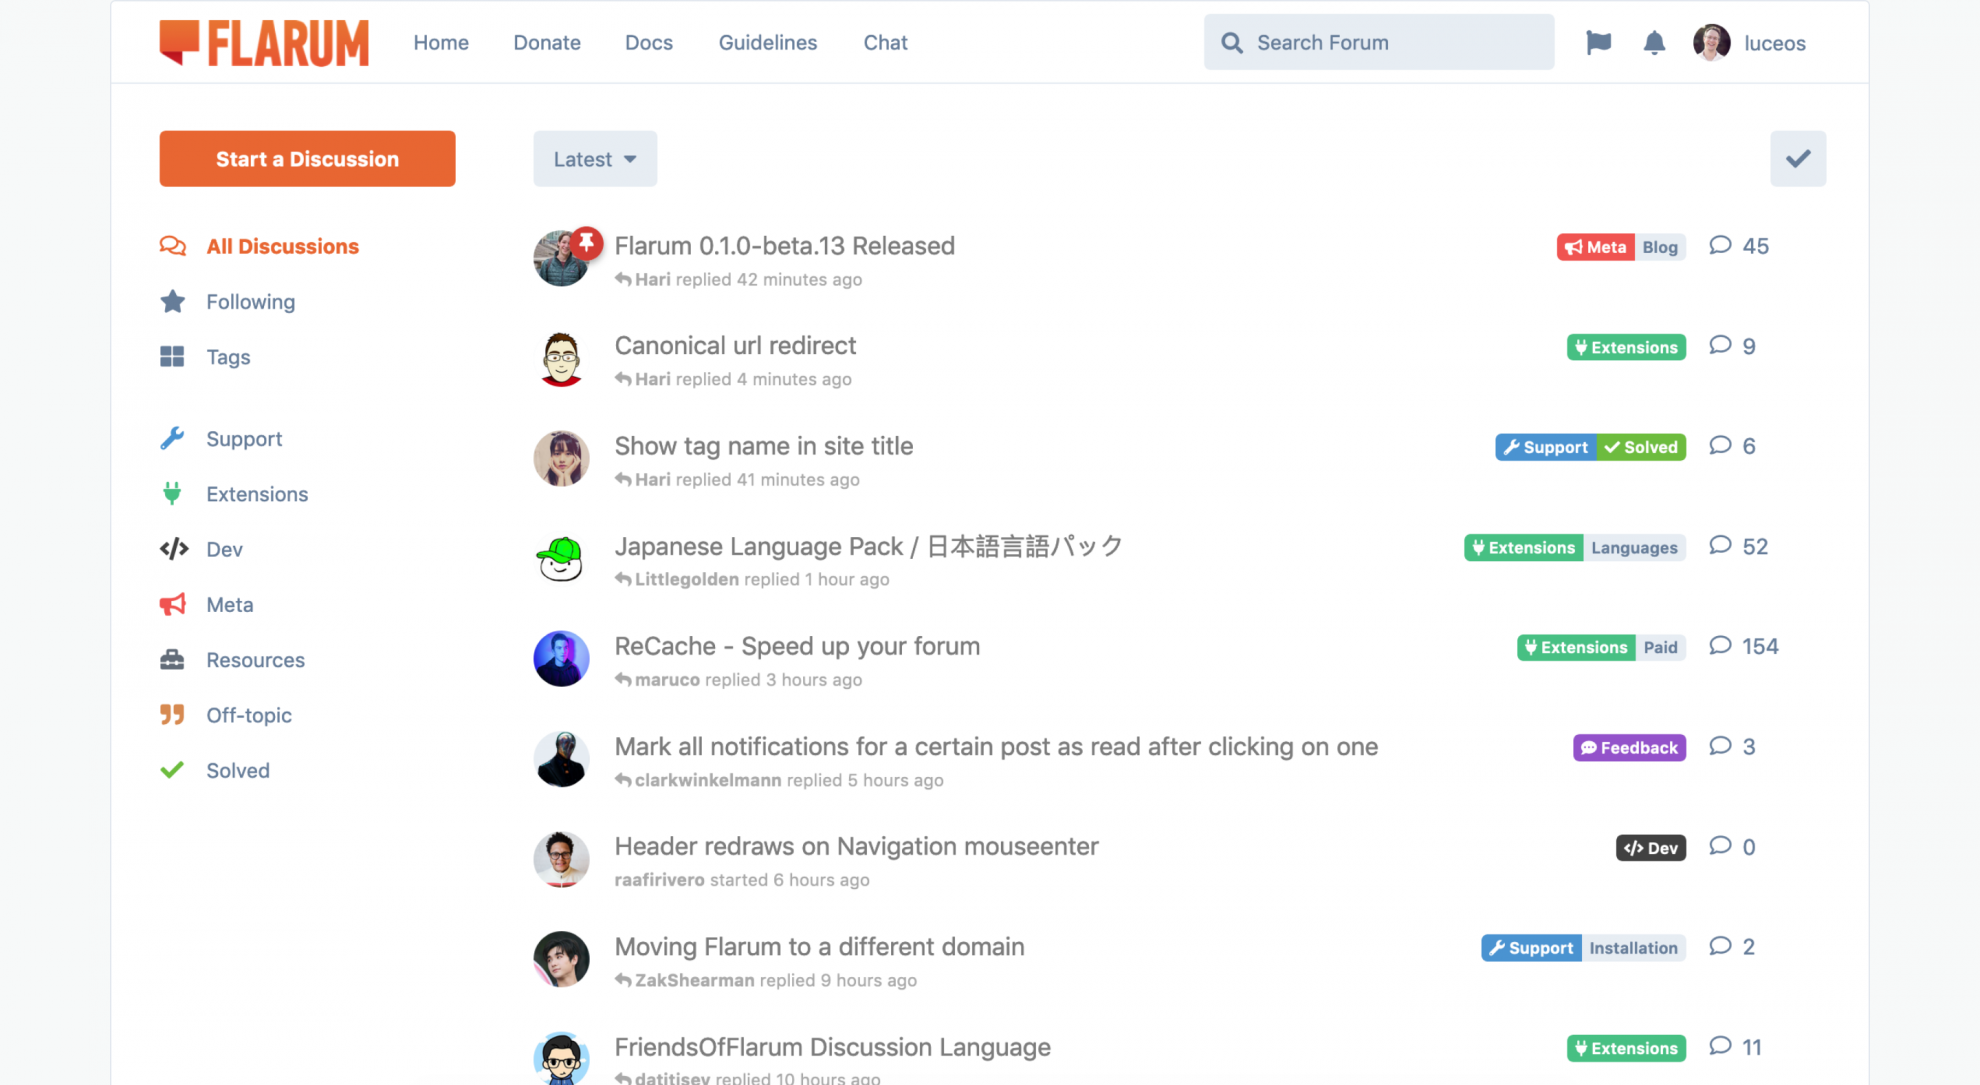 FLARUM Home Donate Docs Guidelines Chat Search Forum luceos
Start a Discussion
Latest
All Discussions
Following
Tags
Support
Extensions
Dev
Meta
Resources
Off-topic
Solved
Flarum 0.1.0-beta.13 Released Meta Blog 45
Hari replied 42 minutes ago
Canonical url redirect Extensions 9
Hari replied 4 minutes ago
Show tag name in site title Support Solved 6
Hari replied 41 minutes ago
Japanese Language Pack / 日本語言語パック Extensions Languages 52
Littlegolden replied 1 hour ago
ReCache - Speed up your forum Extensions Paid 154
maruco replied 3 hours ago
Mark all notifications for a certain post as read after clicking on one Feedback 3
clarkwinkelmann replied 5 hours ago
Header redraws on Navigation mouseenter Dev 0
raafirivero started 6 hours ago
Moving Flarum to a different domain Support Installation 2
ZakShearman replied 9 hours ago
FriendsOfFlarum Discussion Language Extensions 11
datitisev replied 10 hours ago